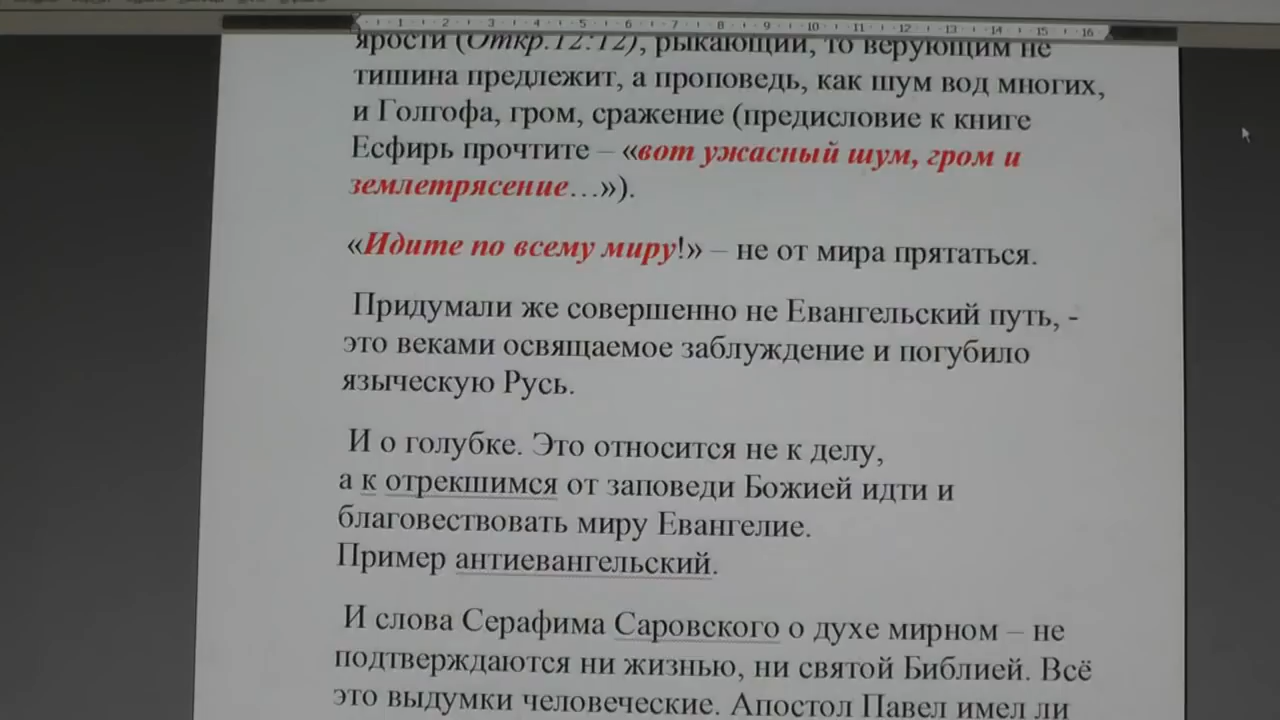 ярости (Откр.12:12), рыкающий, то верующим не
тишина предлежит, а проповедь, как шум вод многих,
и Голгофа, гром, сражение (предисловие к книге
Есфирь прочтите – «вот ужасный шум, гром и
землетрясение…»).
«Идите по всему миру!» – не от мира прятаться.
Придумали же совершенно не Евангельский путь, -
это веками освящаемое заблуждение и погубило
языческую Русь.
И о голубке. Это относится не к делу,
а к отрекшимся от заповеди Божией идти и
благовествовать миру Евангелие.
Пример антиевангельский.
И слова Серафима Саровского о духе мирном – не
подтверждаются ни жизнью, ни святой Библией. Всё
это выдумки человеческие. Апостол Павел имел ли